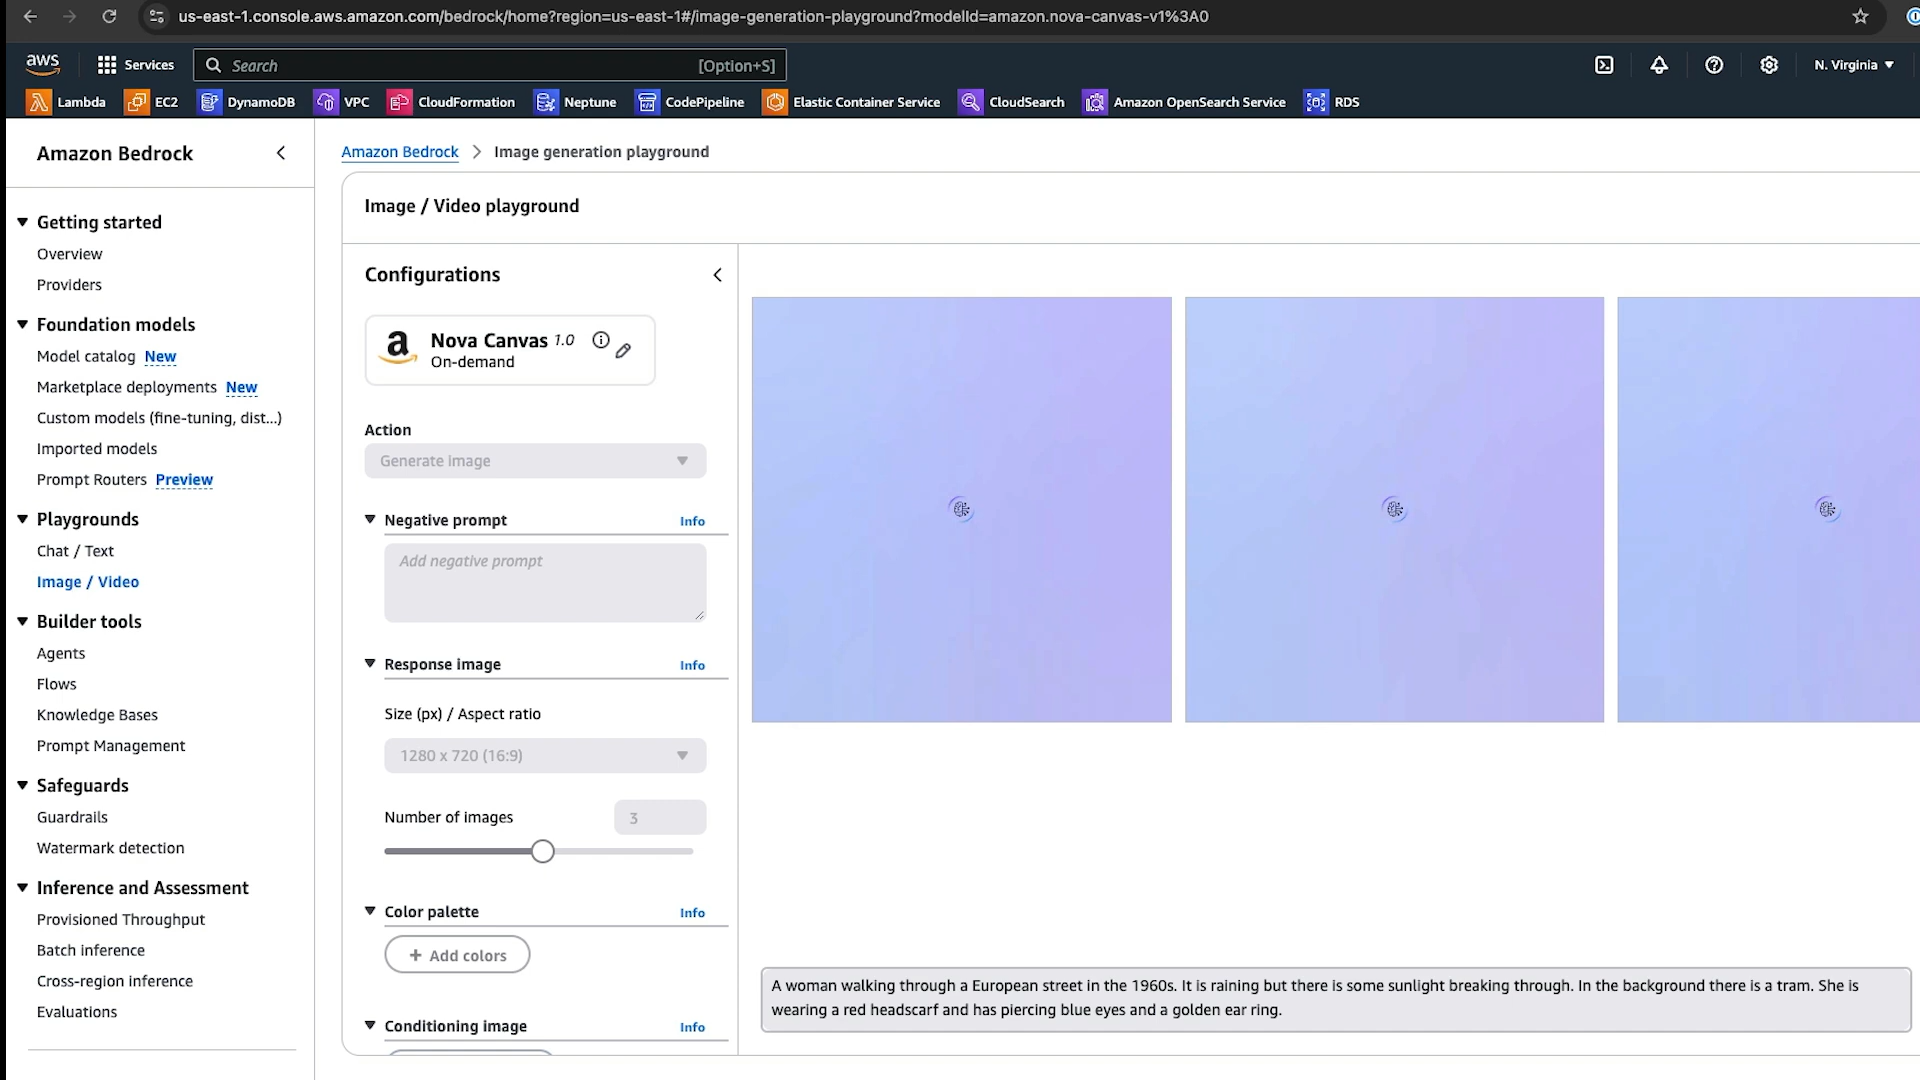 us-east-1.console.aws.amazon.com/bedrock/home?region=us-east-1#/image-generation-playground?modelId=amazon.nova-canvas-v1%3A0
aws
Services
Search
[Option+S]
N. Virginia
Lambda
EC2
DynamoDB
VPC
CloudFormation
Neptune
CodePipeline
Elastic Container Service
CloudSearch
Amazon OpenSearch Service
RDS
Amazon Bedrock
Getting started
Overview
Providers
Foundation models
Model catalog New
Marketplace deployments New
Custom models (fine-tuning, dist...)
Imported models
Prompt Routers Preview
Playgrounds
Chat / Text
Image / Video
Builder tools
Agents
Flows
Knowledge Bases
Prompt Management
Safeguards
Guardrails
Watermark detection
Inference and Assessment
Provisioned Throughput
Batch inference
Cross-region inference
Evaluations
Amazon Bedrock > Image generation playground
Image / Video playground
Configurations
a
Nova Canvas 1.0
On-demand
Action
Generate image
Negative prompt Info
Add negative prompt
Response image Info
Size (px) / Aspect ratio
1280 x 720 (16:9)
Number of images 3
Color palette Info
+ Add colors
Conditioning image Info
A woman walking through a European street in the 1960s. It is raining but there is some sunlight breaking through. In the background there is a tram. She is
wearing a red headscarf and has piercing blue eyes and a golden ear ring.